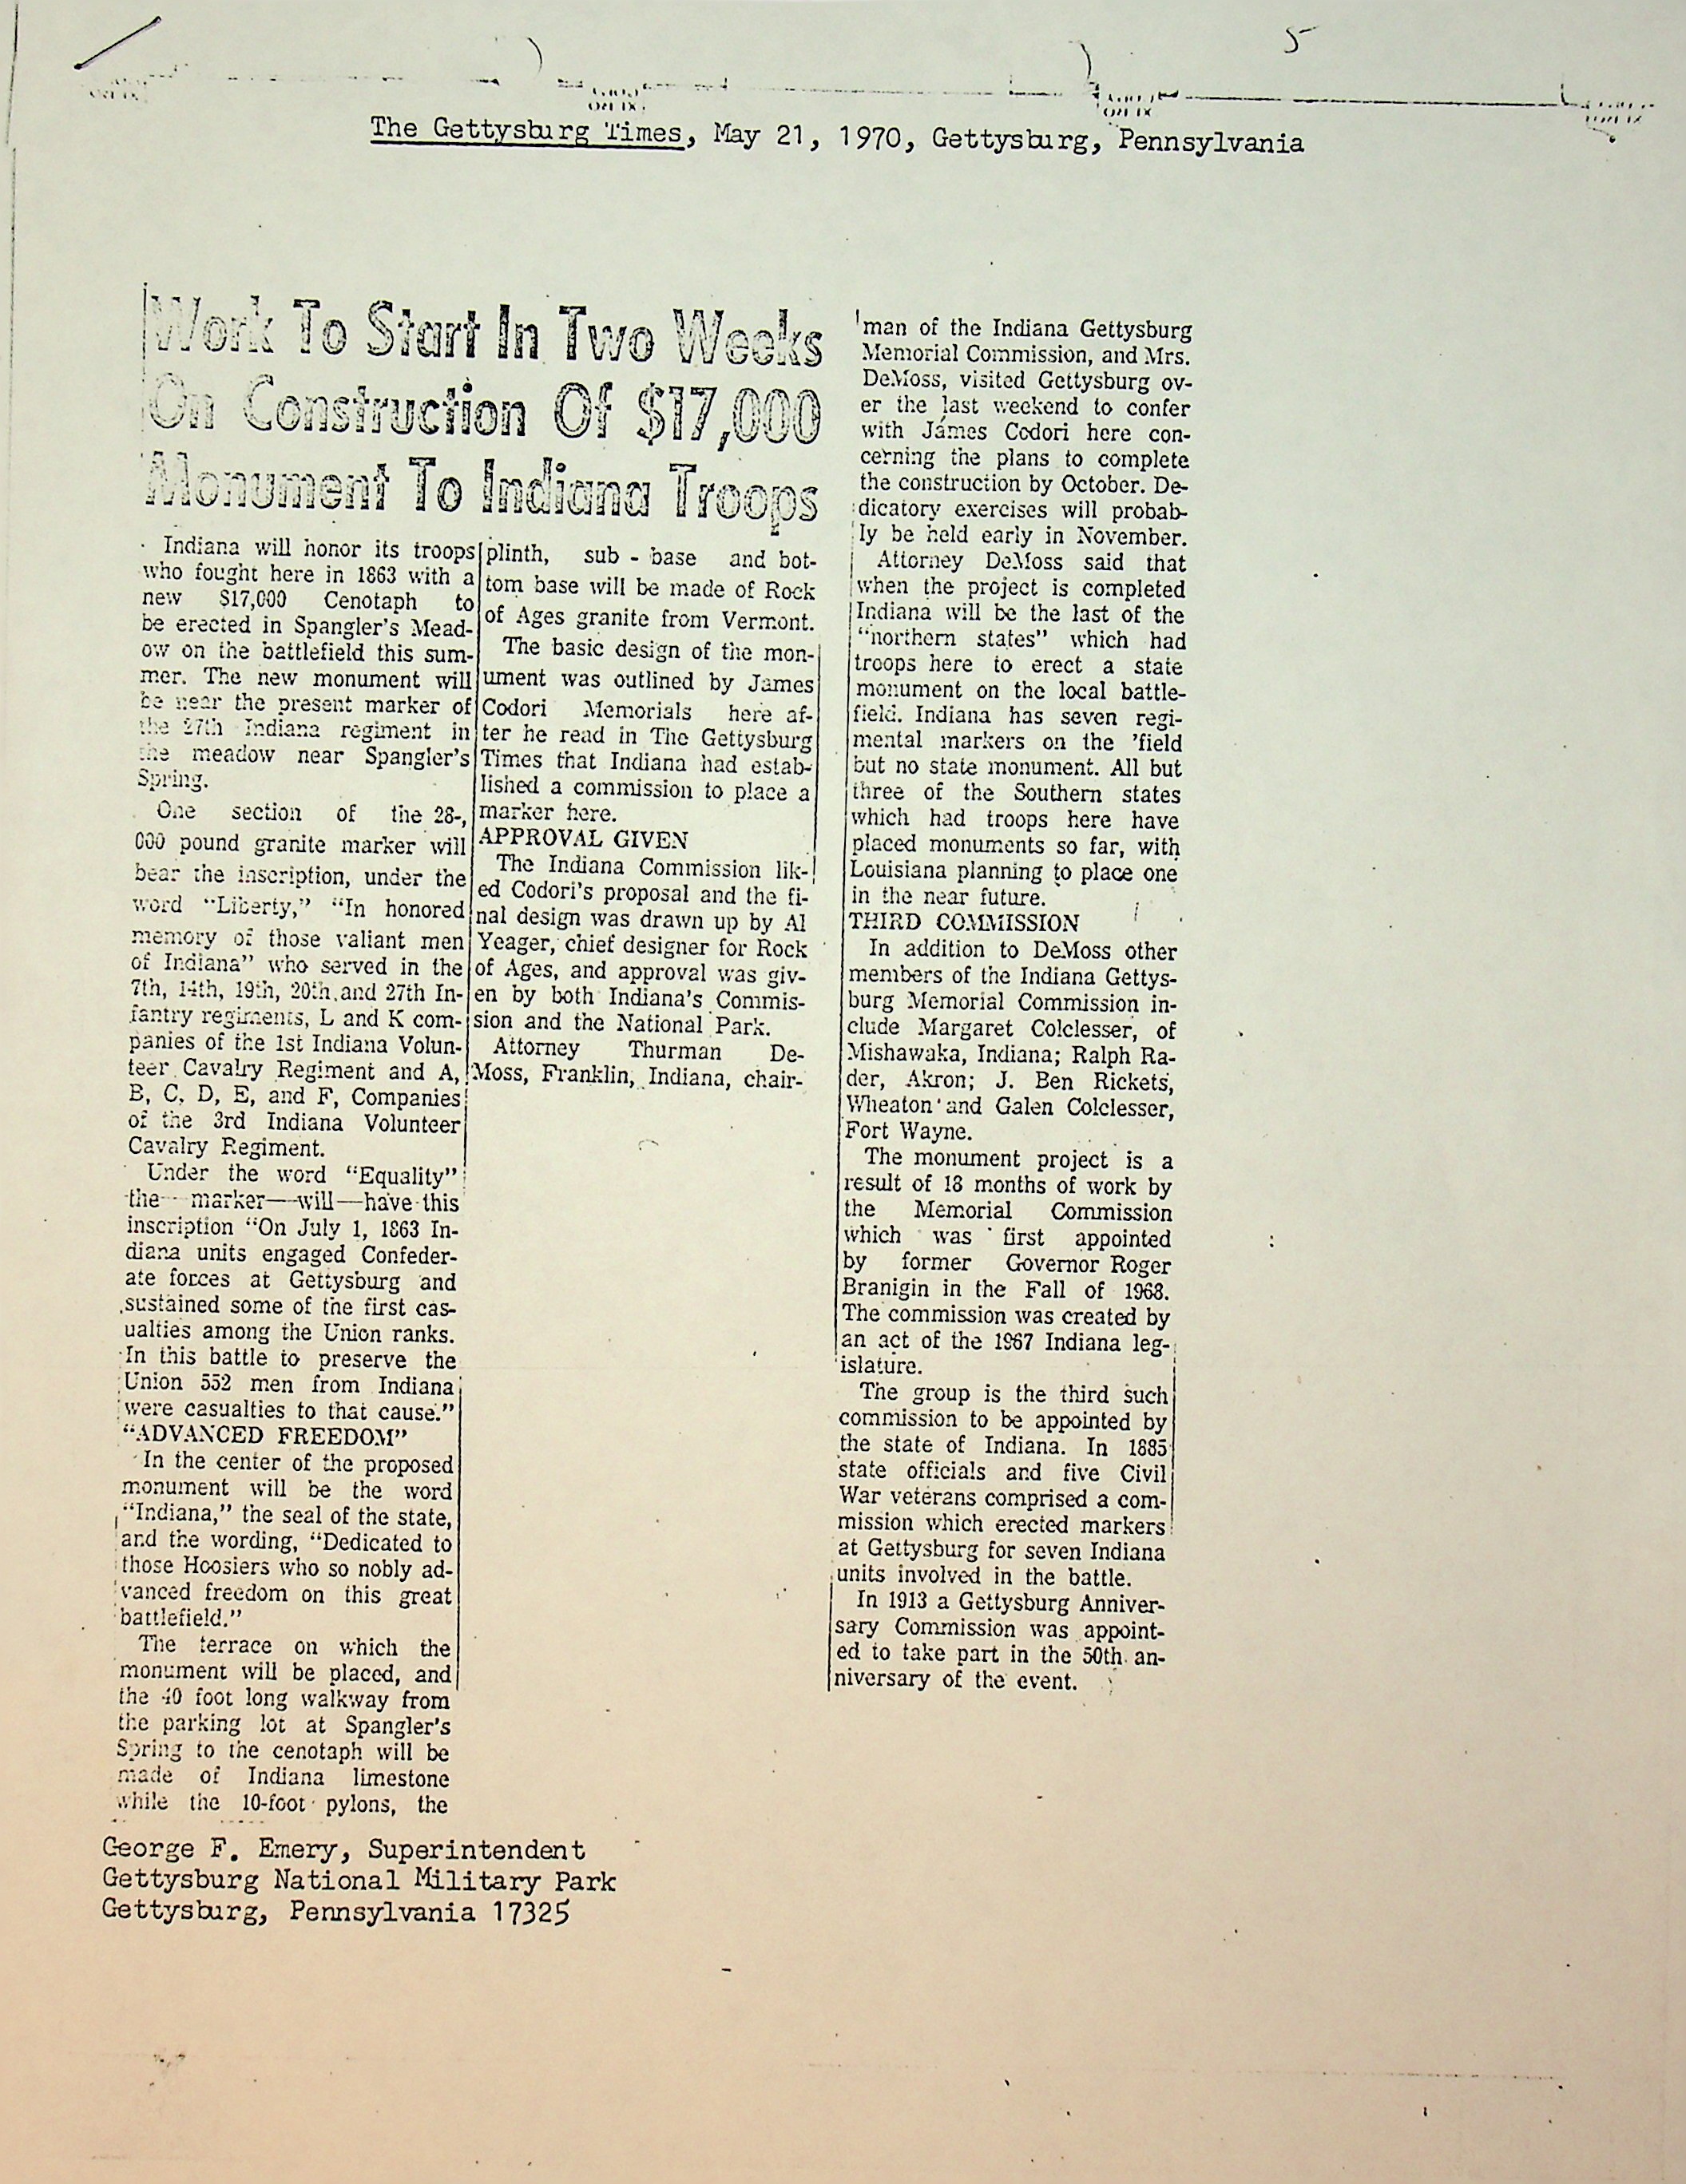 5
The Gettysburg Times, May 21, 1970, Gettysburg, Pennsylvania
Work To Start In Two Weeks
On Construction Of $17,000
Monument To Indiana Troops
Indiana will honor its troops
who fought here in 1863 with a
new $17,000 Cenotaph to
be erected in Spangler's Mead-
ow on the battlefield this sum-
mer. The new monument will
be near the present marker of
the 27th Indiana regiment in
the meadow near Spangler's
Spring.
One section of the 28-,
000 pound granite marker will
bear the inscription, under the
word "Liberty," "In honored
memory of those valiant men
of Indiana" who served in the
7th, 14th, 19th, 20th and 27th In-
fantry regiments, L and K com-
panies of the 1st Indiana Volun-
teer Cavalry Regiment and A,
B, C, D, E, and F, Companies
of the 3rd Indiana Volunteer
Cavalry Regiment.
Under the word "Equality"
the marker will have this
inscription "On July 1, 1863 In-
diana units engaged Confeder-
ate forces at Gettysburg and
sustained some of the first cas-
ualties among the Union ranks.
In this battle to preserve the
Union 552 men from Indiana
were casualties to that cause."
"ADVANCED FREEDOM"
In the center of the proposed
monument will be the word
"Indiana," the seal of the state,
and the wording, "Dedicated to
those Hoosiers who so nobly ad-
vanced freedom on this great
battlefield."
The terrace on which the
monument will be placed, and
the 40 foot long walkway from
the parking lot at Spangler's
Spring to the cenotaph will be
made of Indiana limestone
while the 10-foot pylons, the
plinth, sub - base and bot-
tom base will be made of Rock
of Ages granite from Vermont.
The basic design of the mon-
ument was outlined by James
Codori Memorials here af-
ter he read in The Gettysburg
Times that Indiana had estab-
lished a commission to place a
marker here.
APPROVAL GIVEN
The Indiana Commission lik-
ed Codori's proposal and the fi-
nal design was drawn up by Al
Yeager, chief designer for Rock
of Ages, and approval was giv-
en by both Indiana's Commis-
sion and the National Park.
Attorney Thurman De-
Moss, Franklin, Indiana, chair-
man of the Indiana Gettysburg
Memorial Commission, and Mrs.
DeMoss, visited Gettysburg ov-
er the last weekend to confer
with James Codori here con-
cerning the plans to complete
the construction by October. De-
dicatory exercises will probab-
ly be held early in November.
Attorney DeMoss said that
when the project is completed
Indiana will be the last of the
"northern states" which had
troops here to erect a state
monument on the local battle-
field. Indiana has seven regi-
mental markers on the 'field
but no state monument. All but
three of the Southern states
which had troops here have
placed monuments so far, with
Louisiana planning to place one
in the near future.
THIRD COMMISSION
In addition to DeMoss other
members of the Indiana Gettys-
burg Memorial Commission in-
clude Margaret Colclesser, of
Mishawaka, Indiana; Ralph Ra-
der, Akron; J. Ben Rickets,
Wheaton and Galen Colclesser,
Fort Wayne.
The monument project is a
result of 18 months of work by
the Memorial Commission
which was first appointed
by former Governor Roger
Branigin in the Fall of 1968.
The commission was created by
an act of the 1967 Indiana leg-
islature.
The group is the third such
commission to be appointed by
the state of Indiana. In 1885
state officials and five Civil
War veterans comprised a com-
mission which erected markers
at Gettysburg for seven Indiana
units involved in the battle.
In 1913 a Gettysburg Anniver-
sary Commission was appoint-
ed to take part in the 50th an-
niversary of the event.
George F. Emery, Superintendent
Gettysburg National Military Park
Gettysburg, Pennsylvania 17325